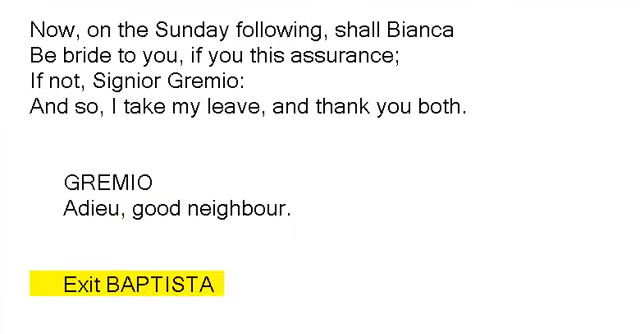 Now, on the Sunday following, shall Bianca
Be bride to you, if you this assurance;
If not, Signior Gremio:
And so, I take my leave, and thank you both.
GREMIO
Adieu, good neighbour.
Exit BAPTISTA